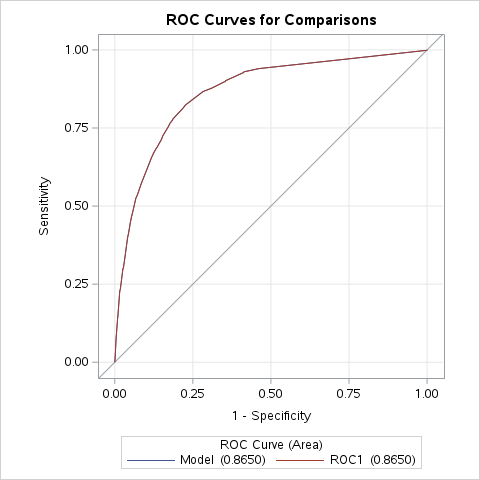 ROC Curves for Comparisons
1.00
0.75
0.50
0.25
0.00
Sensitivity
0.00 0.25 0.50 0.75 1.00
1 - Specificity
ROC Curve (Area)
Model (0.8650) ROC1 (0.8650)